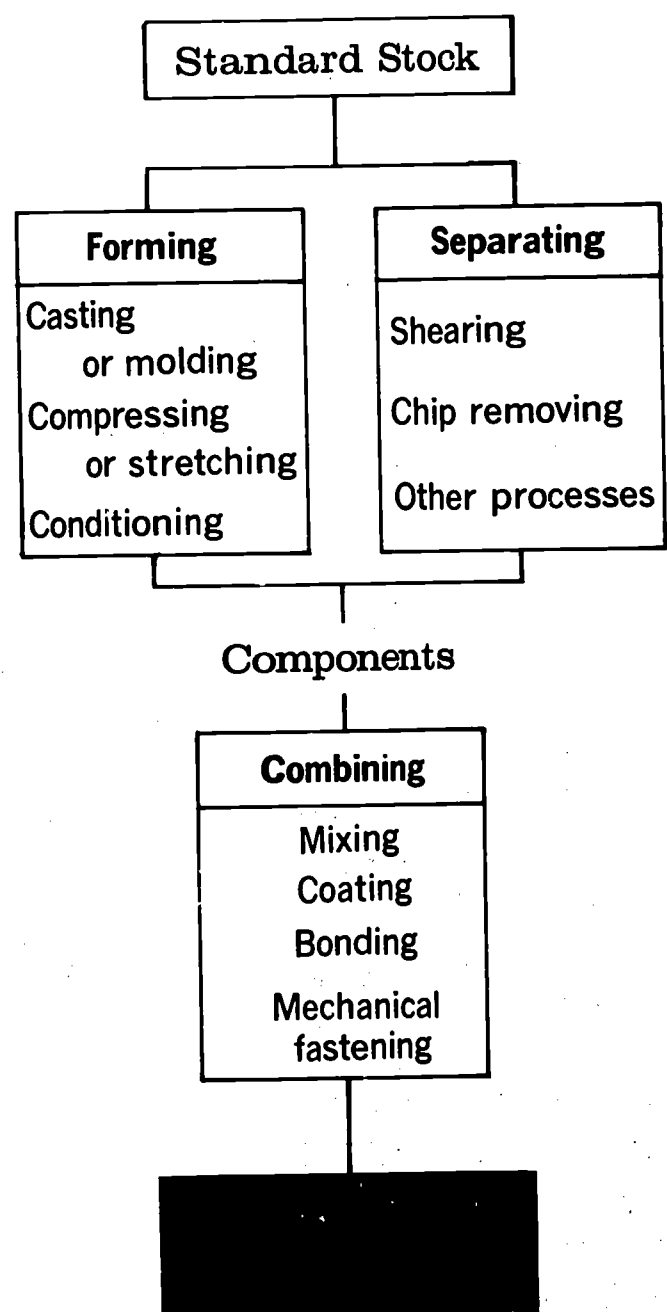 Standard Stock
Forming
Casting
or molding
Compressing
or stretching
Conditioning
Separating
Shearing
Chip removing
Other processes
Components
Combining
Mixing
Coating
Bonding
Mechanical
fastening